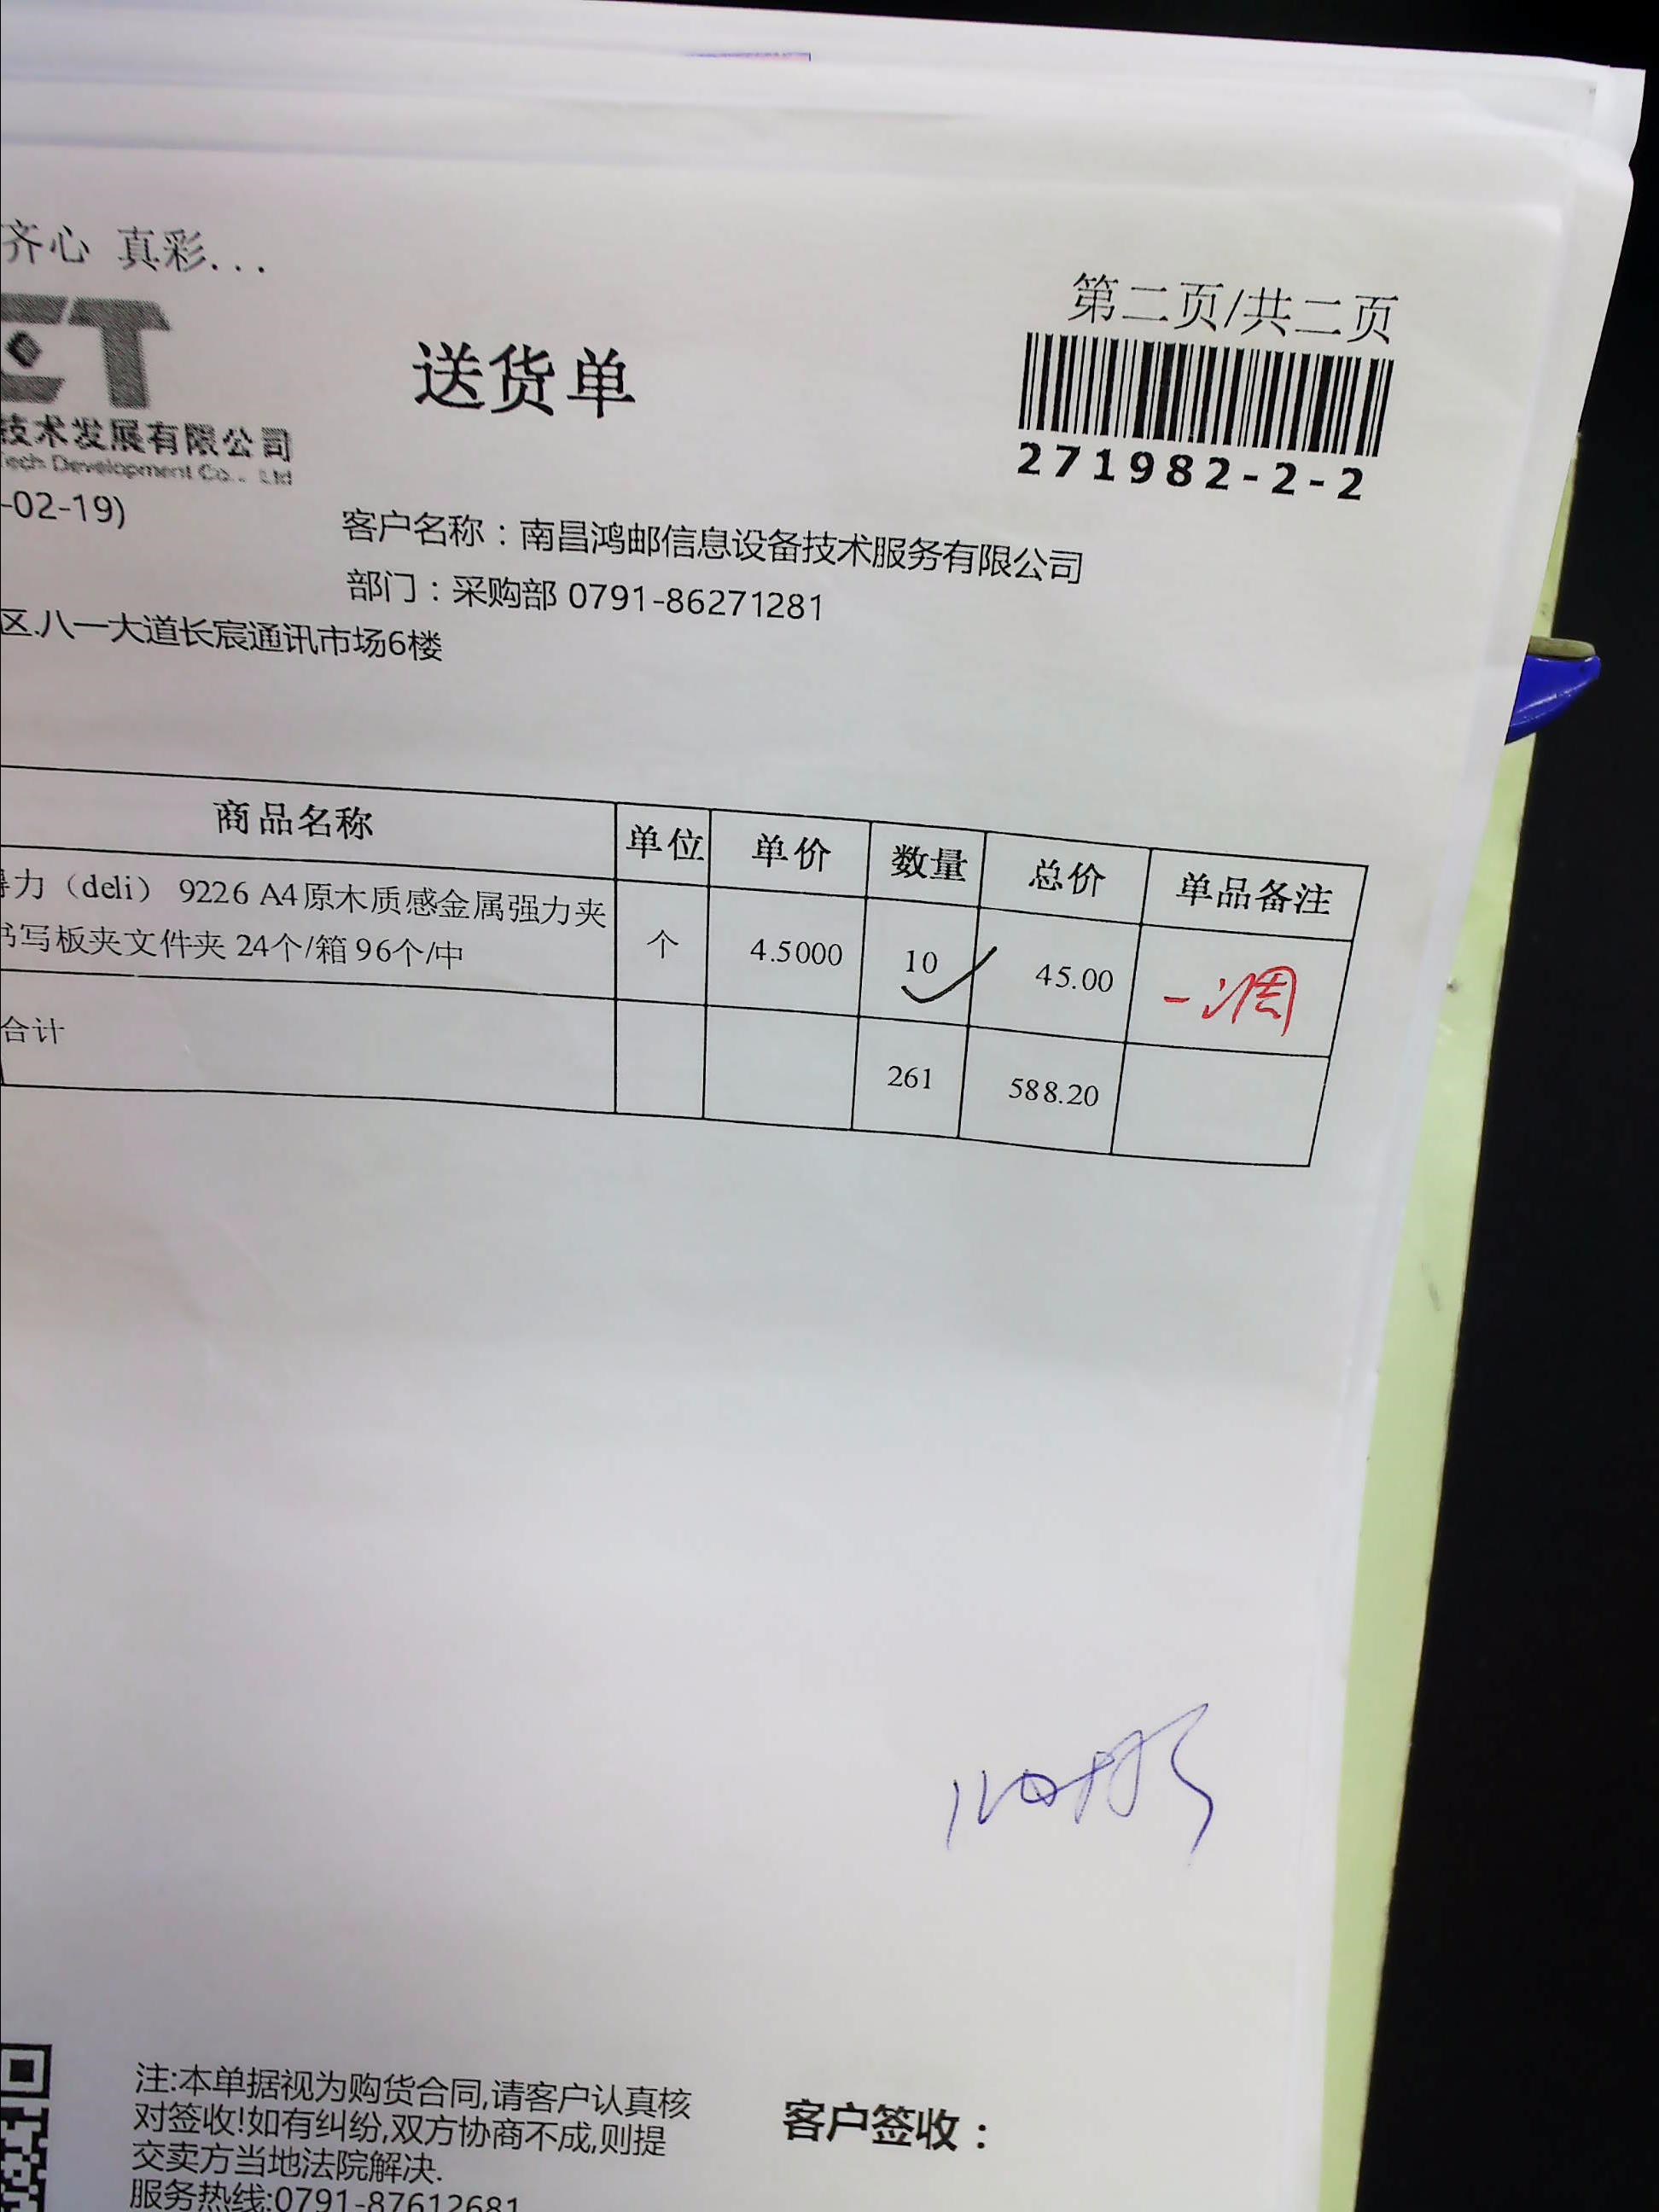 齐心 真彩...
第二页/共二页
送货单
271982-2-2
技术发展有限公司
Tech Development Co., Ltd
-02-19)
客户名称：南昌鸿邮信息设备技术服务有限公司
部门：采购部 0791-86271281
区.八一大道长宸通讯市场6楼
商品名称 单位 单价 数量 总价 单品备注
得力（deli） 9226 A4原木质感金属强力夹
书写板夹文件夹 24个/箱 96个/中
个 4.5000 10 45.00
合计 261 588.20
注:本单据视为购货合同,请客户认真核
对签收!如有纠纷,双方协商不成,则提
交卖方当地法院解决.
服务热线:0791-87612681
客户签收：